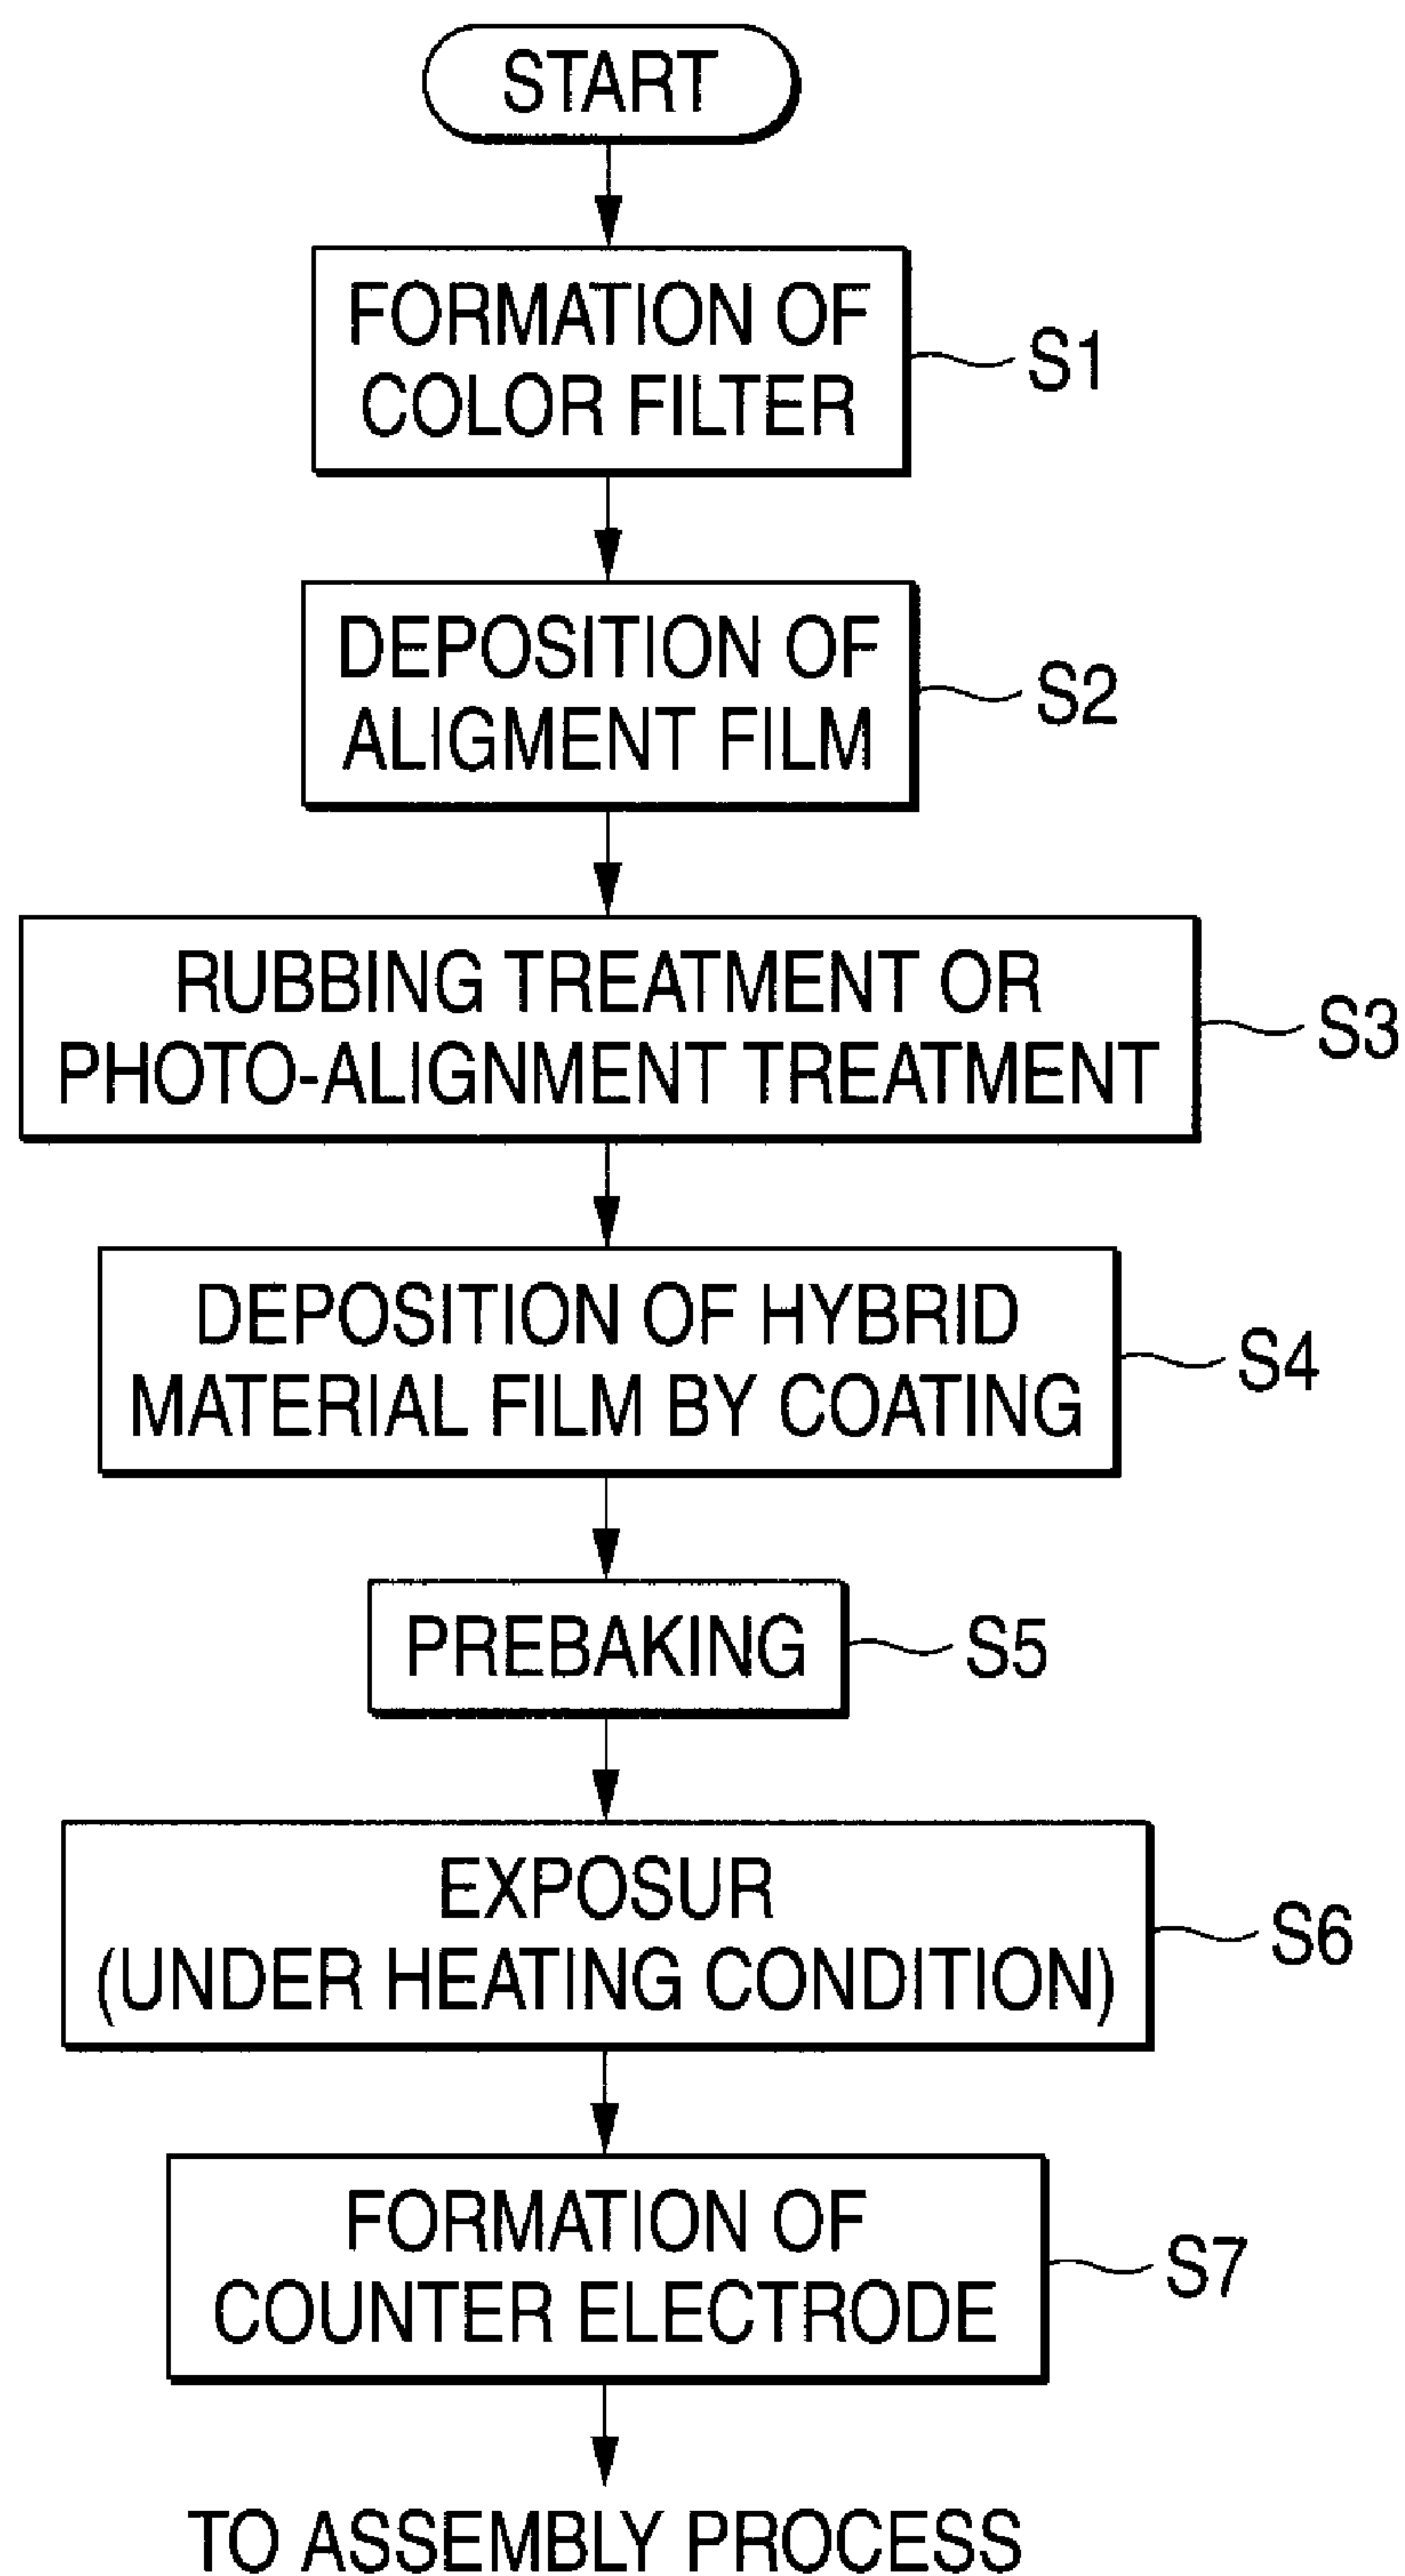 START
FORMATION OF
COLOR FILTER
S1
DEPOSITION OF
ALIGMENT FILM
S2
RUBBING TREATMENT OR
PHOTO-ALIGNMENT TREATMENT
S3
DEPOSITION OF HYBRID
MATERIAL FILM BY COATING
S4
PREBAKING
S5
EXPOSUR
(UNDER HEATING CONDITION)
S6
FORMATION OF
COUNTER ELECTRODE
S7
TO ASSEMBLY PROCESS